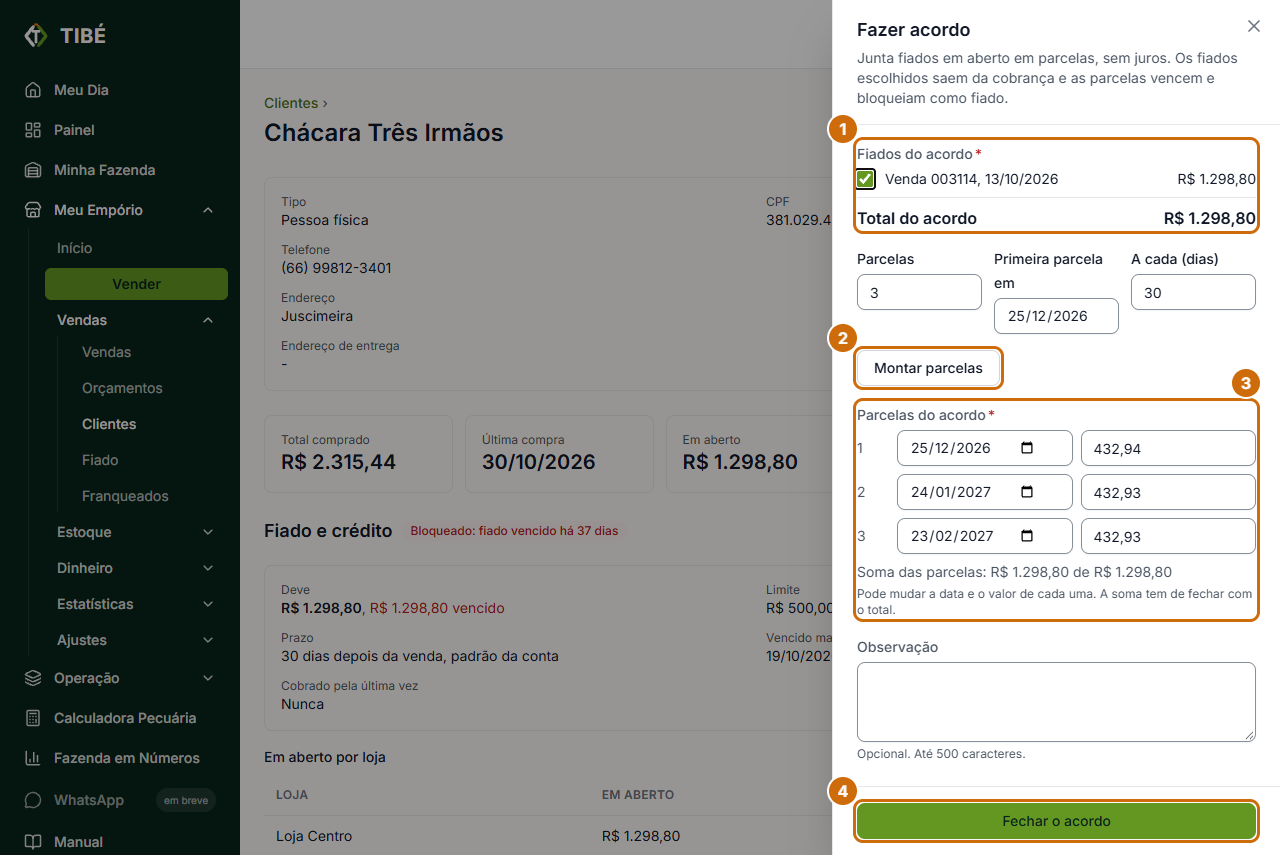 TIBÉ
Meu Dia
Painel
Minha Fazenda
Meu Empório
Início
Vender
Vendas
Vendas
Orçamentos
Clientes
Fiado
Franqueados
Estoque
Dinheiro
Estatísticas
Ajustes
Operação
Calculadora Pecuária
Fazenda em Números
WhatsApp em breve
Manual
Clientes ›
Chácara Três Irmãos
Tipo
Pessoa física
CPF
381.029.4
Telefone
(66) 99812-3401
Endereço
Juscimeira
Endereço de entrega
-
Total comprado
R$ 2.315,44
Última compra
30/10/2026
Em aberto
R$ 1.298,80
Fiado e crédito Bloqueado: fiado vencido há 37 dias
Deve
R$ 1.298,80, R$ 1.298,80 vencido
Limite
R$ 500,00
Prazo
30 dias depois da venda, padrão da conta
Vencido ma
19/10/202
Cobrado pela última vez
Nunca
Em aberto por loja
LOJA EM ABERTO
Loja Centro R$ 1.298,80
Fazer acordo
Junta fiados em aberto em parcelas, sem juros. Os fiados
escolhidos saem da cobrança e as parcelas vencem e
bloqueiam como fiado.
1
Fiados do acordo *
Venda 003114, 13/10/2026 R$ 1.298,80
Total do acordo R$ 1.298,80
Parcelas
3
Primeira parcela
em
25/12/2026
A cada (dias)
30
2
Montar parcelas
3
Parcelas do acordo *
1 25/12/2026 432,94
2 24/01/2027 432,93
3 23/02/2027 432,93
Soma das parcelas: R$ 1.298,80 de R$ 1.298,80
Pode mudar a data e o valor de cada uma. A soma tem de fechar com
o total.
Observação
Opcional. Até 500 caracteres.
4
Fechar o acordo